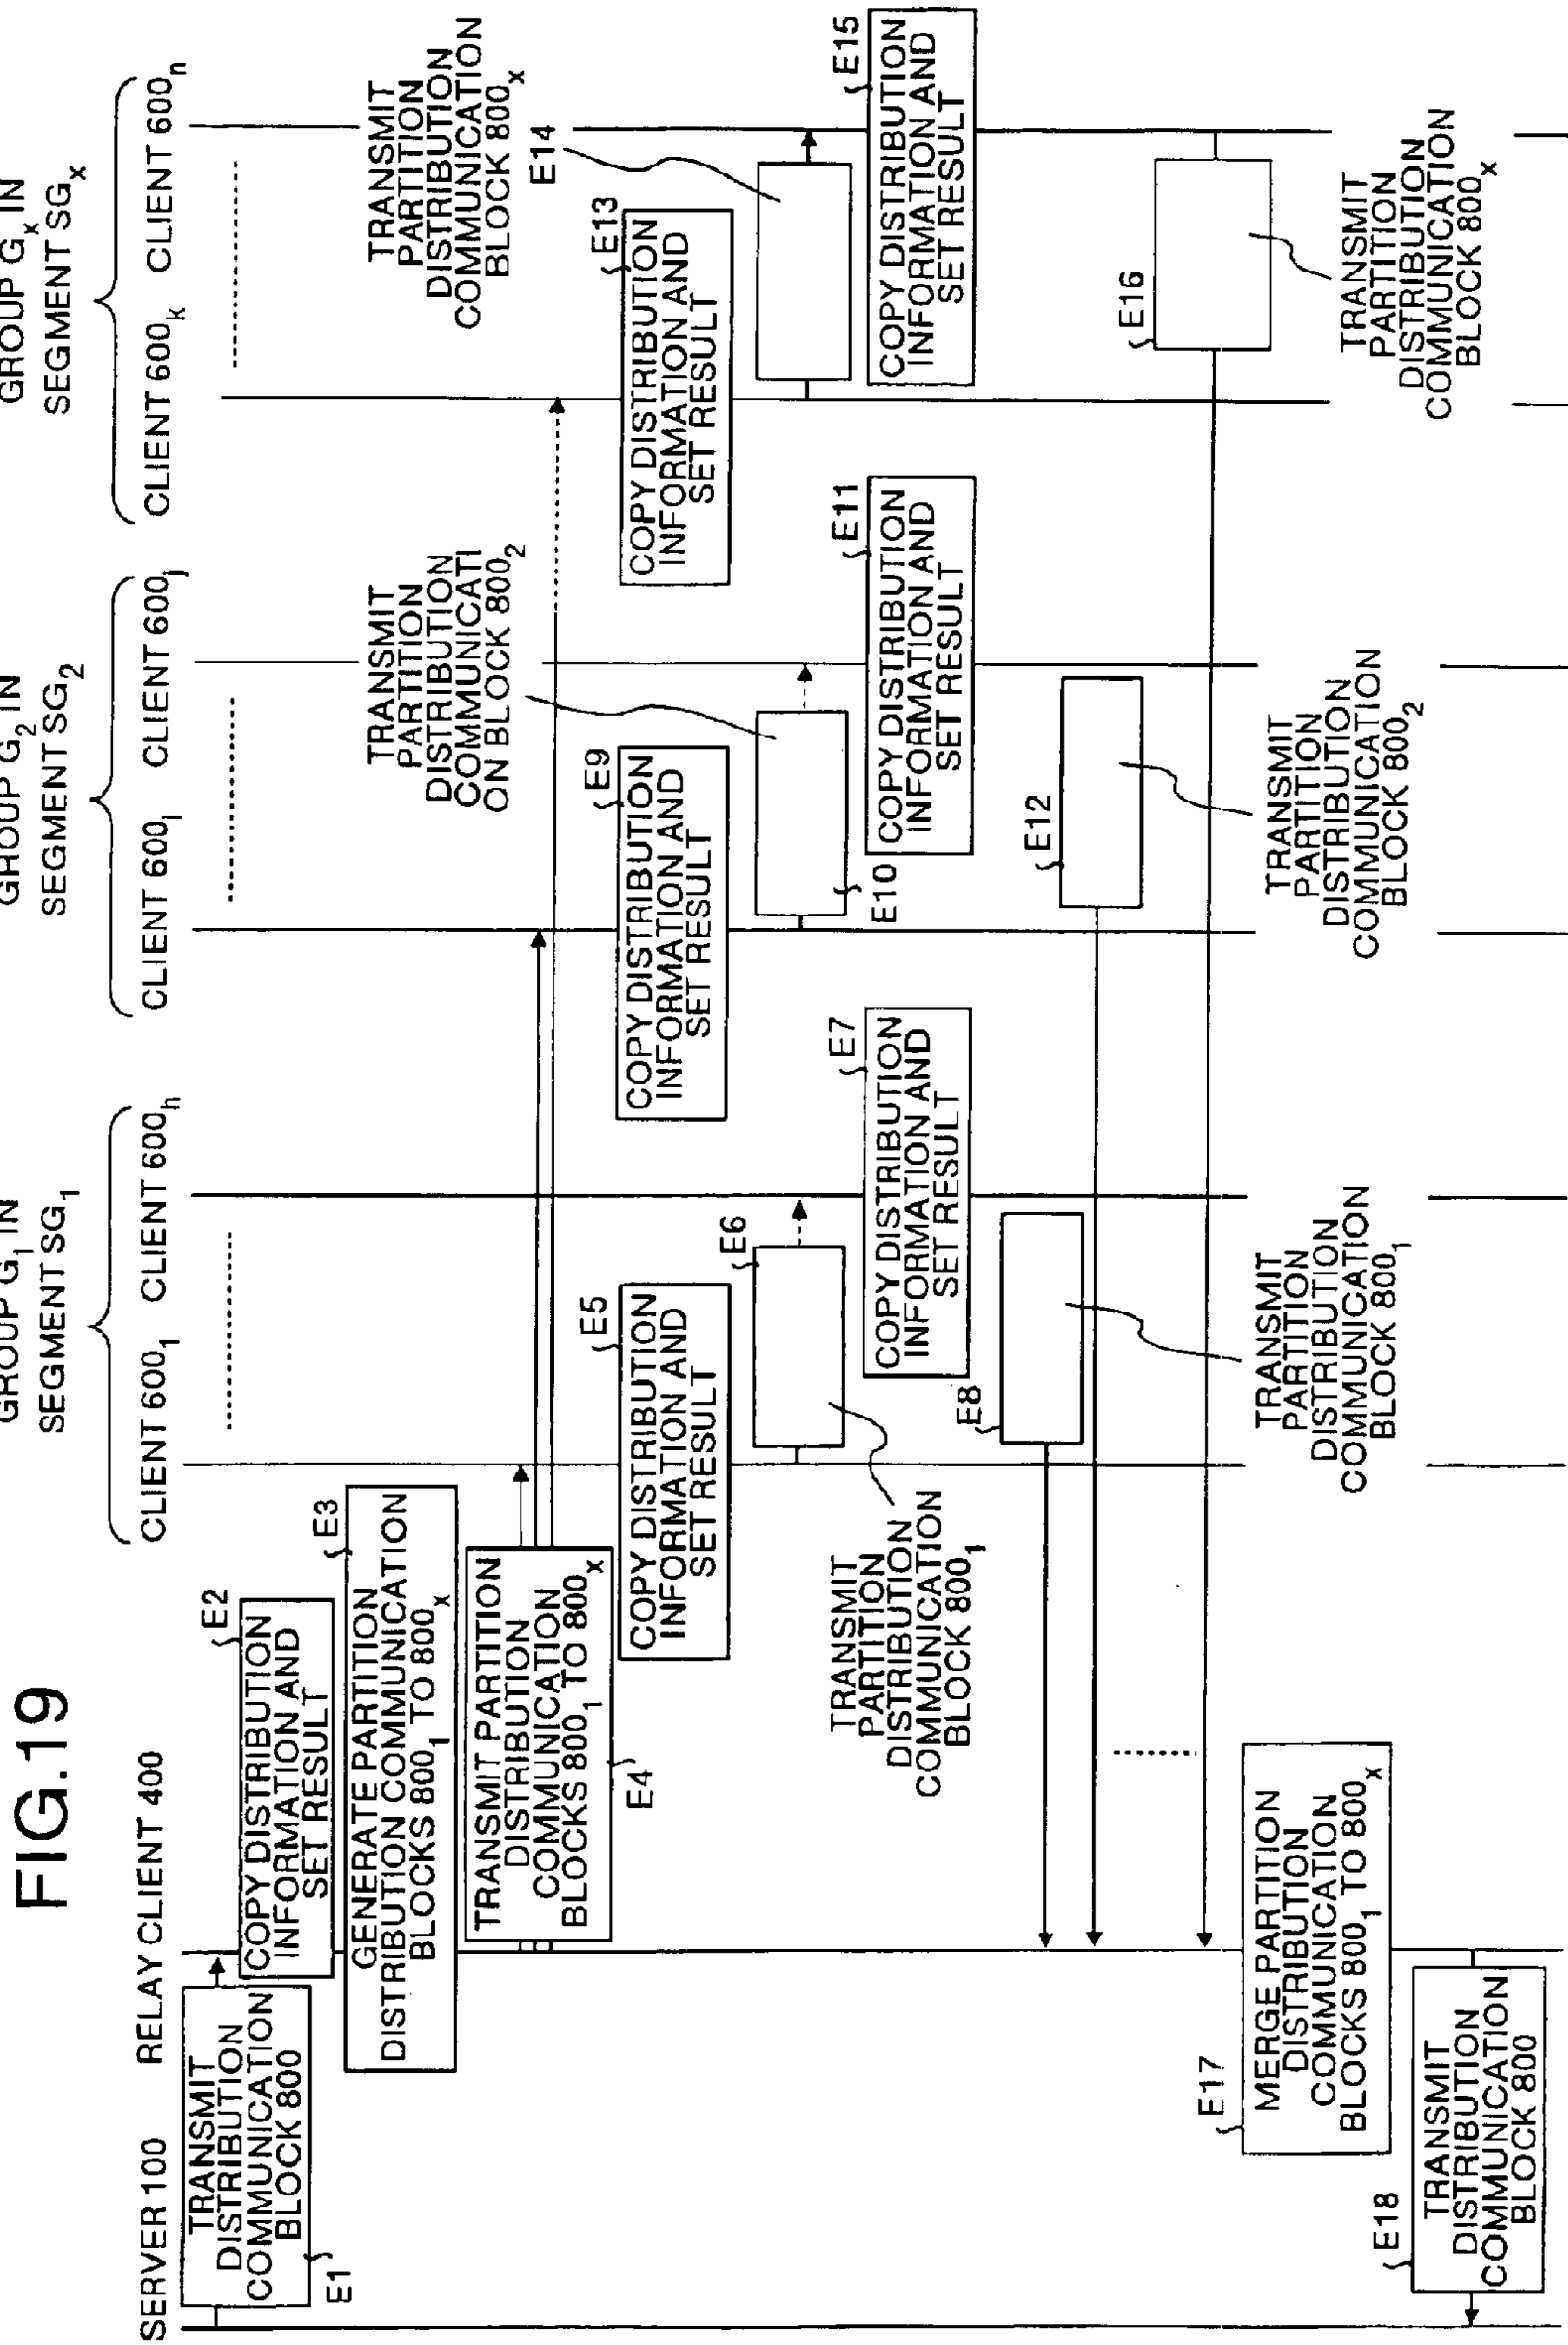 FIG.19
SERVER 100
RELAY CLIENT 400
GROUP G1 IN
SEGMENT SG1
CLIENT 6001
CLIENT 600h
GROUP G2 IN
SEGMENT SG2
CLIENT 600i
CLIENT 600j
GROUP Gx IN
SEGMENT SGx
CLIENT 600k
CLIENT 600n
TRANSMIT
DISTRIBUTION
COMMUNICATION
BLOCK 800
E1
E2
COPY DISTRIBUTION
INFORMATION AND
SET RESULT
E3
GENERATE PARTITION
DISTRIBUTION COMMUNICATION
BLOCKS 8001 TO 800x
TRANSMIT PARTITION
DISTRIBUTION
COMMUNICATION
BLOCKS 8001 TO 800x
E4
TRANSMIT
PARTITION
DISTRIBUTION
COMMUNICATI
ON BLOCK 8002
TRANSMIT
PARTITION
DISTRIBUTION
COMMUNICATION
BLOCK 800x
E14
E5
COPY DISTRIBUTION
INFORMATION AND
SET RESULT
E9
COPY DISTRIBUTION
INFORMATION AND
SET RESULT
E13
COPY DISTRIBUTION
INFORMATION AND
SET RESULT
E6
E10
TRANSMIT
PARTITION
DISTRIBUTION
COMMUNICATION
BLOCK 8001
E7
COPY DISTRIBUTION
INFORMATION AND
SET RESULT
E11
COPY DISTRIBUTION
INFORMATION AND
SET RESULT
E15
COPY DISTRIBUTION
INFORMATION AND
SET RESULT
E8
E12
E16
TRANSMIT
PARTITION
DISTRIBUTION
COMMUNICATION
BLOCK 8001
TRANSMIT
PARTITION
DISTRIBUTION
COMMUNICATION
BLOCK 8002
TRANSMIT
PARTITION
DISTRIBUTION
COMMUNICATION
BLOCK 800x
E17
MERGE PARTITION
DISTRIBUTION
COMMUNICATION
BLOCKS 8001 TO 800x
E18
TRANSMIT
DISTRIBUTION
COMMUNICATION
BLOCK 800